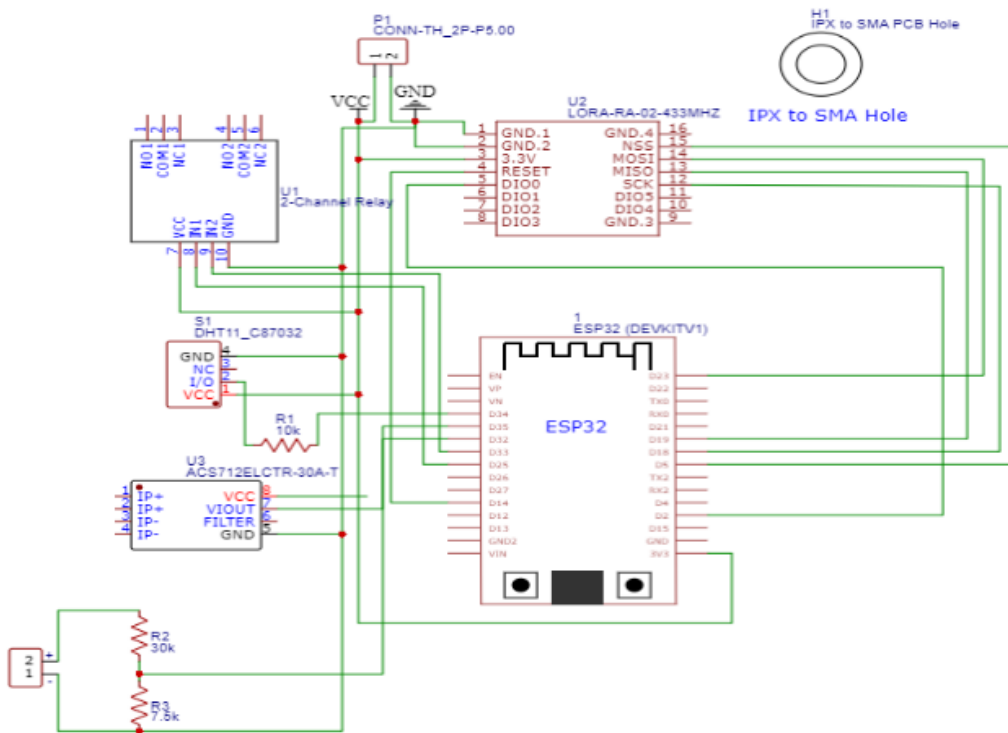 P1
CONN-TH_2P-P5.00
1
2
VCC
GND
H1
IPX to SMA PCB Hole
IPX to SMA Hole
1
2
3
4
5
6
NO1
COM1
NC1
NO2
COM2
NC2
U1
2-Channel Relay
VCC
IN1
IN2
GND
7
8
9
10
U2
LORA-RA-02-433MHZ
1 GND.1 GND.4 16
2 GND.2 NSS 15
3 3.3V MOSI 14
4 RESET MISO 13
5 DIO0 SCK 12
6 DIO1 DIO5 11
7 DIO2 DIO4 10
8 DIO3 GND.3 9
S1
DHT11_C87032
GND 4
NC 3
I/O 2
VCC 1
R1
10k
U3
ACS712ELCTR-30A-T
1 IP+ VCC 8
2 IP+ VIOUT 7
3 IP- FILTER 6
4 IP- GND 5
1
ESP32 (DEVKITV1)
ESP32
EN D23
VP D22
VN TX0
D34 RX0
D35 D21
D32 D19
D33 D18
D25 D5
D26 TX2
D27 RX2
D14 D4
D12 D2
D13 D15
GND2 GND
VIN 3V3
2 +
1 -
R2
30k
R3
7.5k